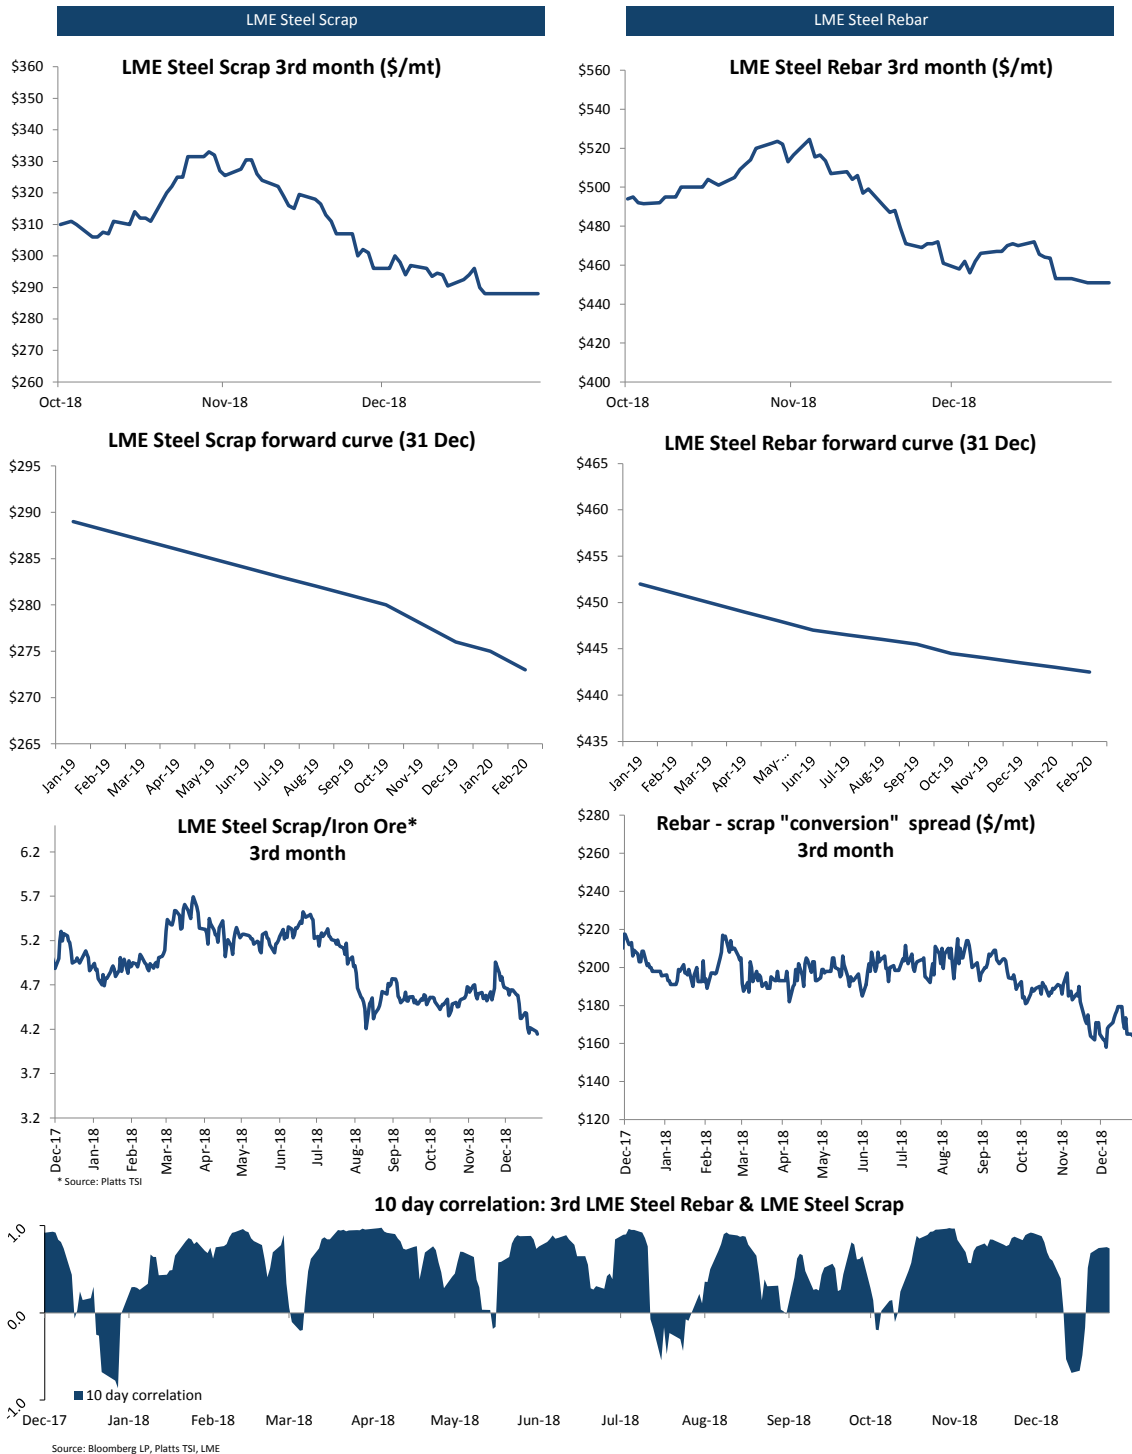 LME Steel Scrap
LME Steel Rebar
LME Steel Scrap 3rd month ($/mt)
$360
$350
$340
$330
$320
$310
$300
$290
$280
$270
$260
Oct-18 Nov-18 Dec-18
LME Steel Rebar 3rd month ($/mt)
$560
$540
$520
$500
$480
$460
$440
$420
$400
Oct-18 Nov-18 Dec-18
LME Steel Scrap forward curve (31 Dec)
$295
$290
$285
$280
$275
$270
$265
Jan-19 Feb-19 Mar-19 Apr-19 May-19 Jun-19 Jul-19 Aug-19 Sep-19 Oct-19 Nov-19 Dec-19 Jan-20 Feb-20
LME Steel Rebar forward curve (31 Dec)
$465
$460
$455
$450
$445
$440
$435
Jan-19 Feb-19 Mar-19 Apr-19 May... Jun-19 Jul-19 Aug-19 Sep-19 Oct-19 Nov-19 Dec-19 Jan-20 Feb-20
LME Steel Scrap/Iron Ore*
3rd month
6.2
5.7
5.2
4.7
4.2
3.7
3.2
Dec-17 Jan-18 Feb-18 Mar-18 Apr-18 May-18 Jun-18 Jul-18 Aug-18 Sep-18 Oct-18 Nov-18 Dec-18
* Source: Platts TSI
Rebar - scrap "conversion" spread ($/mt)
3rd month
$280
$260
$240
$220
$200
$180
$160
$140
$120
Dec-17 Jan-18 Feb-18 Mar-18 Apr-18 May-18 Jun-18 Jul-18 Aug-18 Sep-18 Oct-18 Nov-18 Dec-18
10 day correlation: 3rd LME Steel Rebar & LME Steel Scrap
1.0
0.0
-1.0
10 day correlation
Dec-17 Jan-18 Feb-18 Mar-18 Apr-18 May-18 Jun-18 Jul-18 Aug-18 Sep-18 Oct-18 Nov-18 Dec-18
Source: Bloomberg LP, Platts TSI, LME